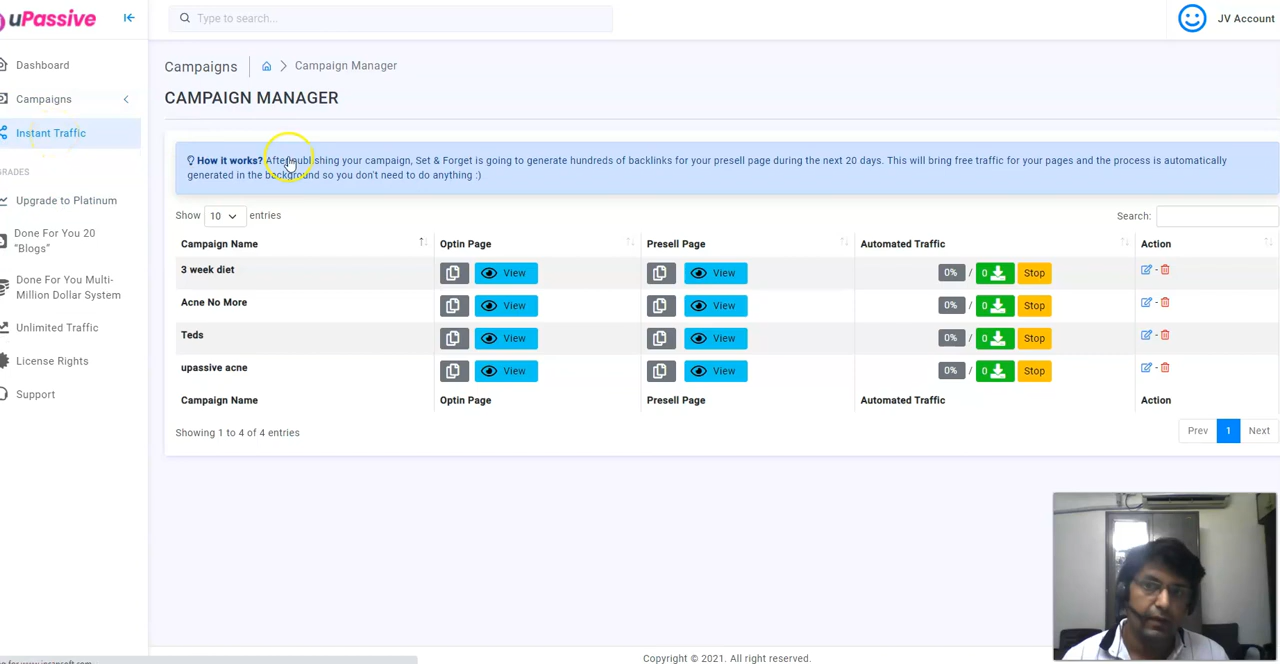 uPassive
Type to search...
JV Account
Dashboard
Campaigns
Instant Traffic
Upgrade to Platinum
Done For You 20
"Blogs"
Done For You Multi-
Million Dollar System
Unlimited Traffic
License Rights
Support
Campaigns Campaign Manager
CAMPAIGN MANAGER
How it works? After publishing your campaign, Set & Forget is going to generate hundreds of backlinks for your presell page during the next 20 days. This will bring free traffic for your pages and the process is automatically
generated in the background so you don't need to do anything :)
Show 10 entries
Search:
Campaign Name Optin Page Presell Page Automated Traffic Action
3 week diet View View 0% / 0 Stop -
Acne No More View View 0% / 0 Stop -
Teds View View 0% / 0 Stop -
upassive acne View View 0% / 0 Stop -
Campaign Name Optin Page Presell Page Automated Traffic Action
Showing 1 to 4 of 4 entries
Prev 1 Next
Copyright © 2021. All right reserved.